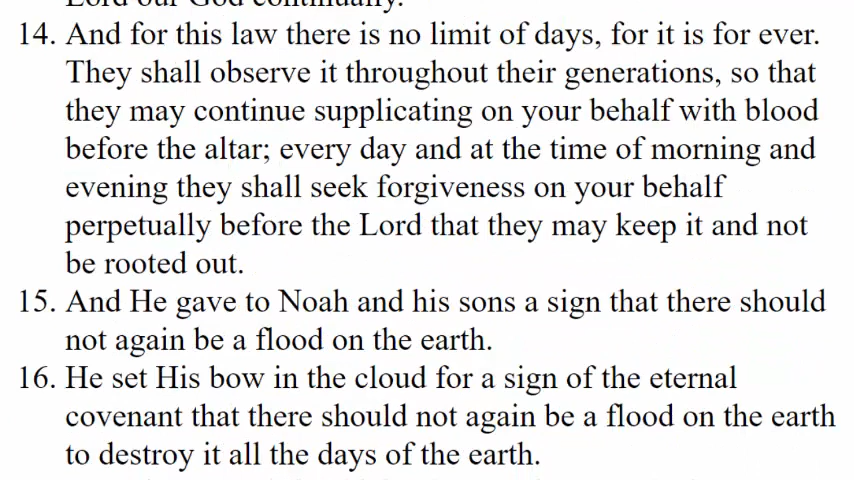 Lord our God continually.
14. And for this law there is no limit of days, for it is for ever.
They shall observe it throughout their generations, so that
they may continue supplicating on your behalf with blood
before the altar; every day and at the time of morning and
evening they shall seek forgiveness on your behalf
perpetually before the Lord that they may keep it and not
be rooted out.
15. And He gave to Noah and his sons a sign that there should
not again be a flood on the earth.
16. He set His bow in the cloud for a sign of the eternal
covenant that there should not again be a flood on the earth
to destroy it all the days of the earth.